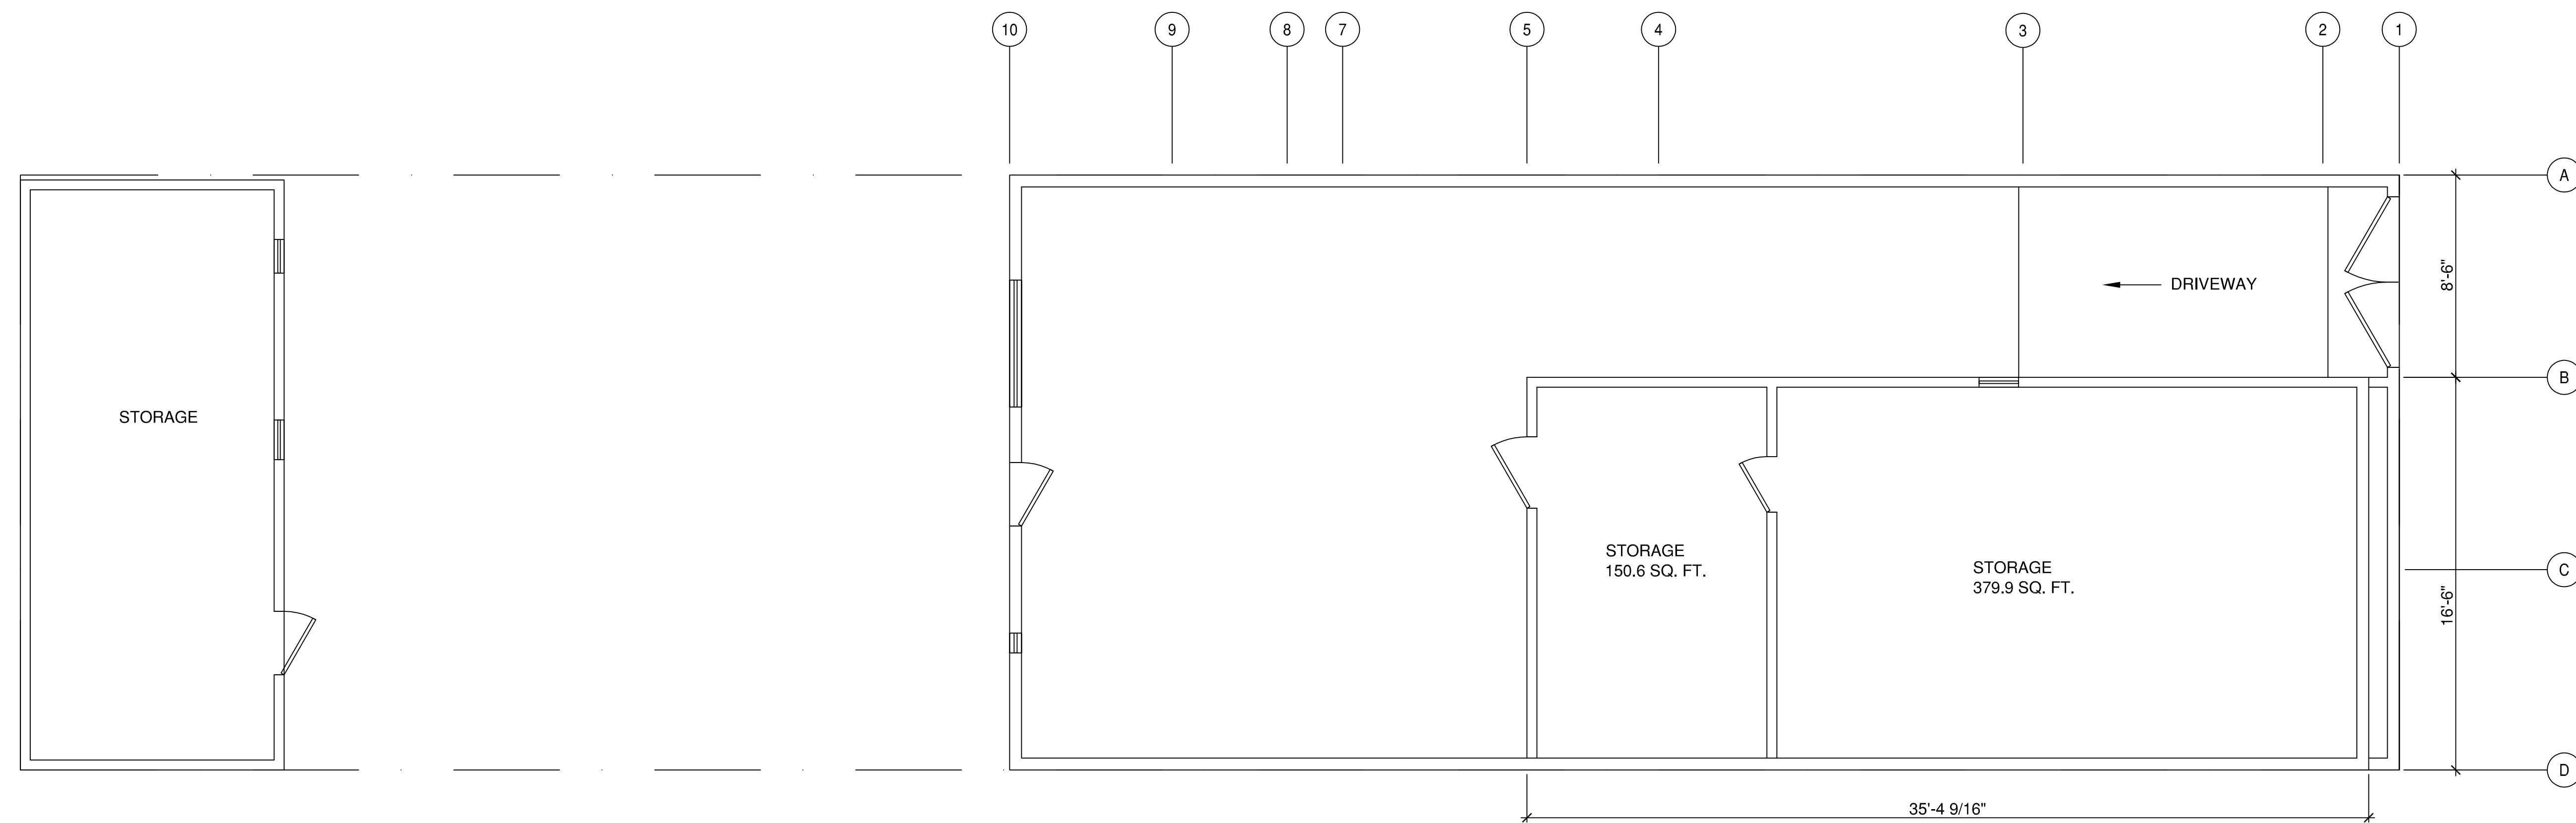 10
9
8
7
5
4
3
2
1
A
DRIVEWAY
8'-6"
B
STORAGE
STORAGE
150.6 SQ. FT.
STORAGE
379.9 SQ. FT.
C
16'-6"
D
35'-4 9/16"